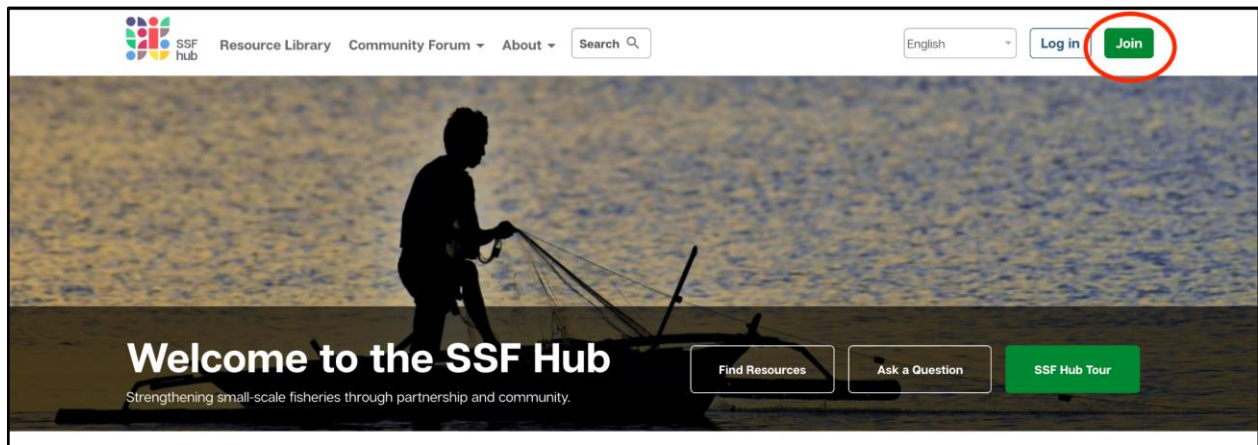 SSF
hub
Resource Library Community Forum About Search
English Log in Join
Welcome to the SSF Hub
Strengthening small-scale fisheries through partnership and community.
Find Resources Ask a Question SSF Hub Tour